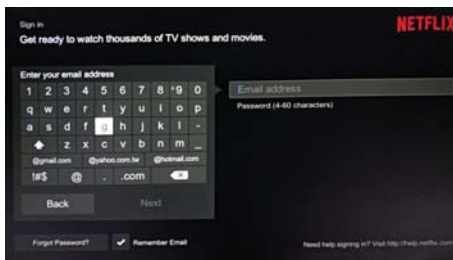 Sign in
NETFLIX
Get ready to watch thousands of TV shows and movies.
Enter your email address
1 2 3 4 5 6 7 8 9 0
Email address
q w e r t y u i o p
Password (4-60 characters)
a s d f g h j k l -
z x c v b n m _
@gmail.com @yahoo.com.tw @hotmail.com
!#$ @ . .com
Back Next
Forgot Password? Remember Email
Need help signing in? Visit http://help.netflix.com